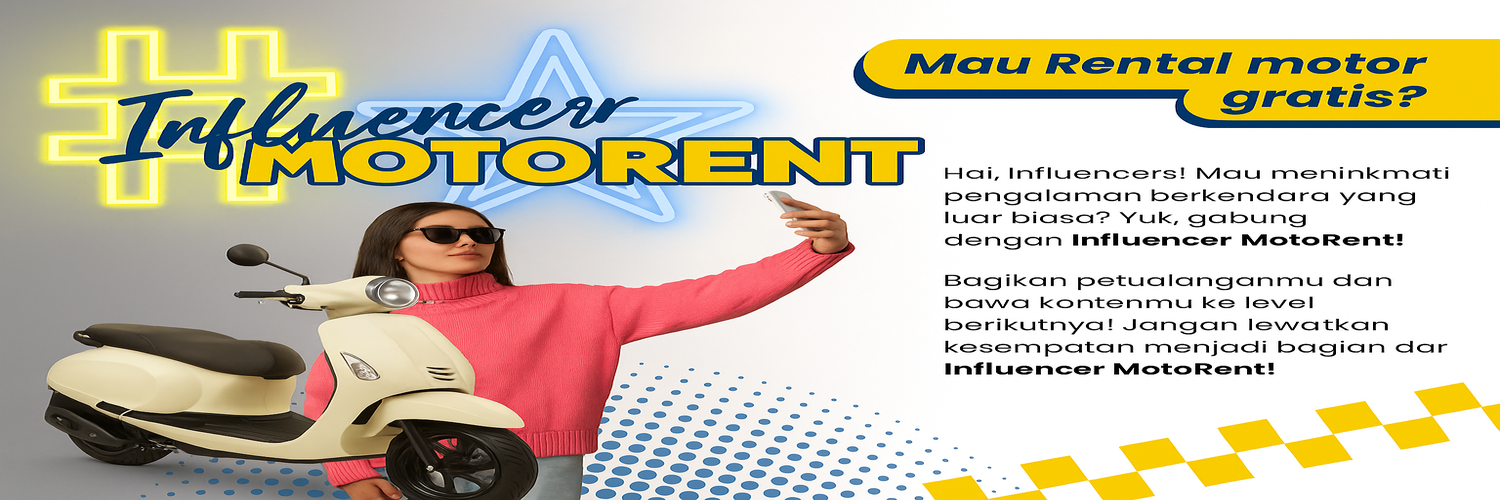 #
Influencerr
MOTORENT
Mau Rental motor
gratis?
Hai, Influencers! Mau meninkmati
pengalaman berkendara yang
luar biasa? Yuk, gabung
dengan Influencer MotoRent!
Bagikan petualanganmu dan
bawa kontenmu ke level
berikutnya! Jangan lewatkan
kesempatan menjadi bagian dar
Influencer MotoRent!